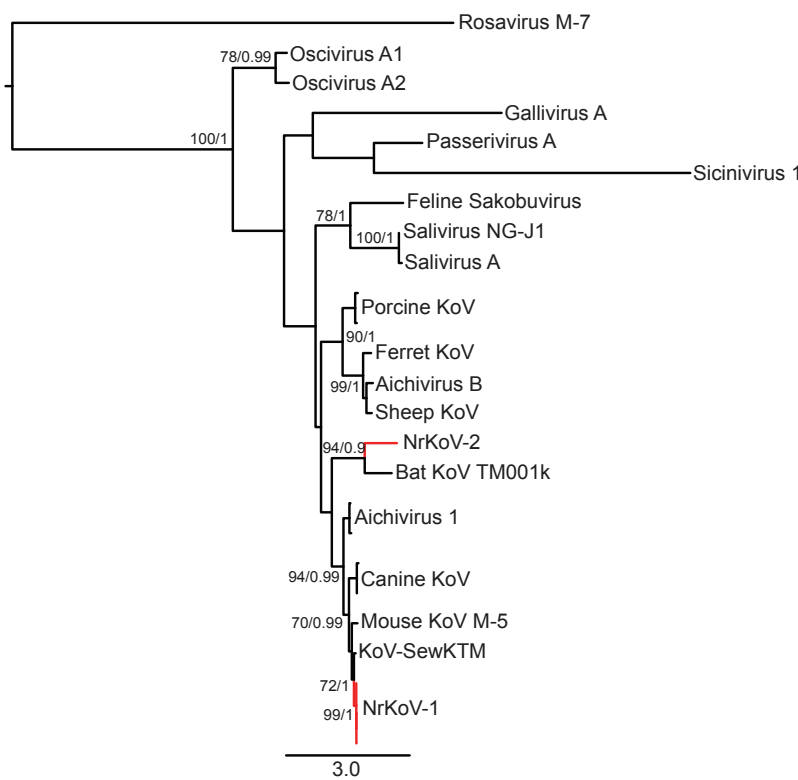 Rosavirus M-7
78/0.99
Oscivirus A1
Oscivirus A2
Gallivirus A
100/1
Passerivirus A
Sicinivirus 1
Feline Sakobuvirus
78/1
Salivirus NG-J1
100/1
Salivirus A
Porcine KoV
90/1
Ferret KoV
99/1
Aichivirus B
Sheep KoV
NrKoV-2
94/0.9
Bat KoV TM001k
Aichivirus 1
94/0.99
Canine KoV
70/0.99
Mouse KoV M-5
KoV-SewKTM
72/1
NrKoV-1
99/1
3.0